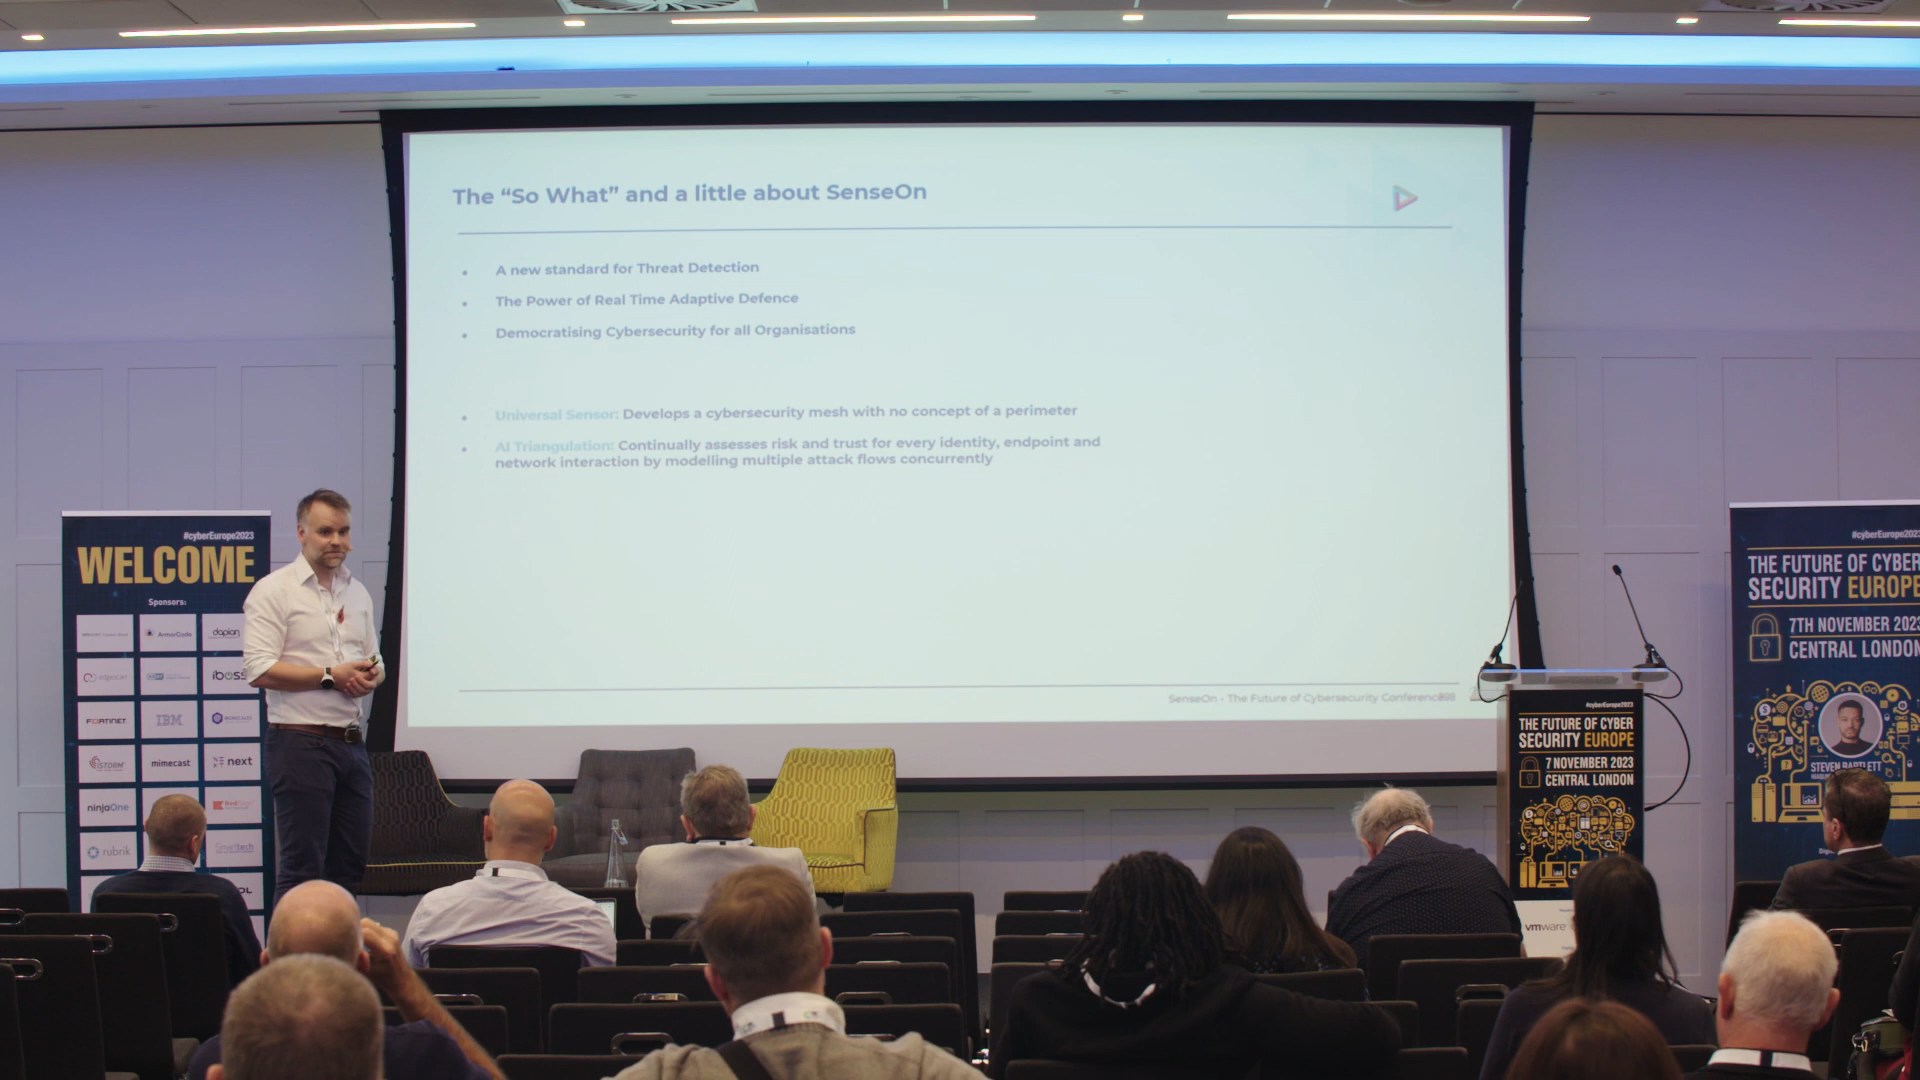 The “So What” and a little about SenseOn
• A new standard for Threat Detection
• The Power of Real Time Adaptive Defence
• Democratising Cybersecurity for all Organisations
• Universal Sensor: Develops a cybersecurity mesh with no concept of a perimeter
• AI Triangulation: Continually assesses risk and trust for every identity, endpoint and
network interaction by modelling multiple attack flows concurrently
SenseOn - The Future of Cybersecurity Conference
#cyberEurope2023
WELCOME
Sponsors:
ArmorCode
dapian
edgescan
iboss
FORTINET
IBM
iSTORM
mimecast
next
ninjaOne
rubrik
Smarttech
#cyberEurope2023
THE FUTURE OF CYBER
SECURITY EUROPE
7 NOVEMBER 2023
CENTRAL LONDON
vmware
#cyberEurope2023
THE FUTURE OF CYBER
SECURITY EUROPE
7TH NOVEMBER 2023
CENTRAL LONDON
STEVEN BARTLETT